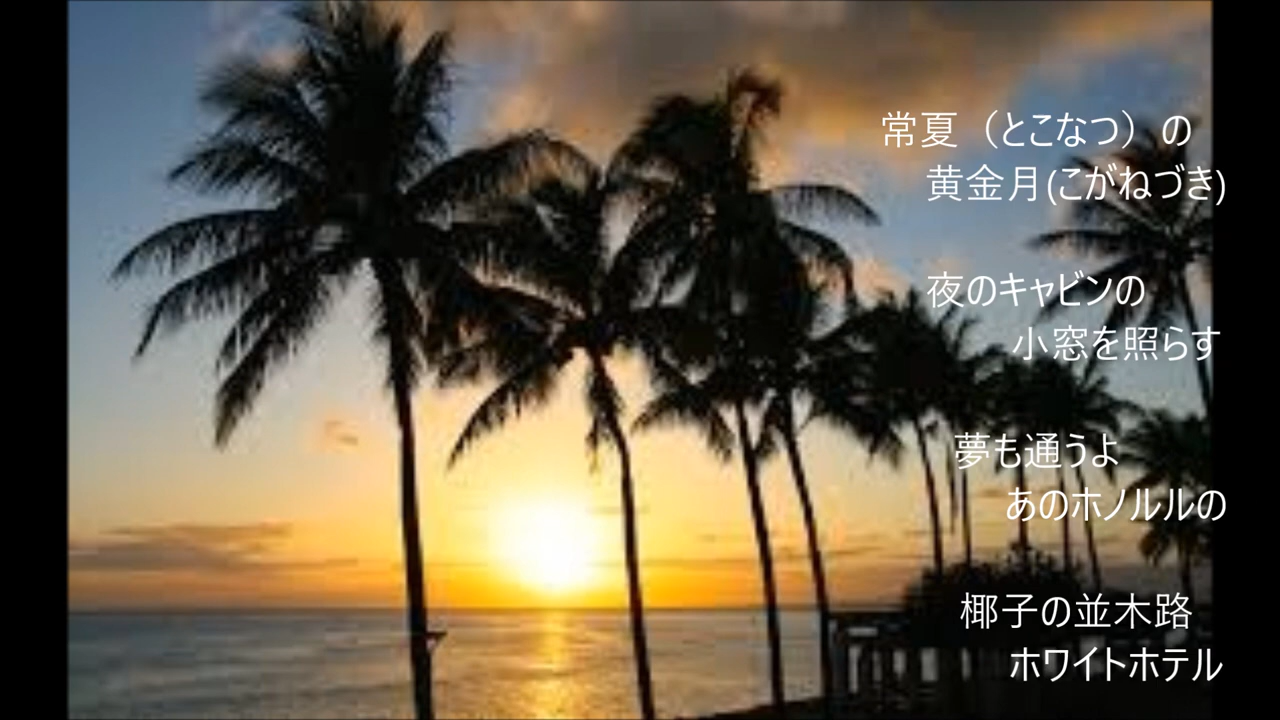 常夏（とこなつ）の
黄金月(こがねづき)
夜のキャビンの
小窓を照らす
夢も通うよ
あのホノルルの
椰子の並木路
ホワイトホテル